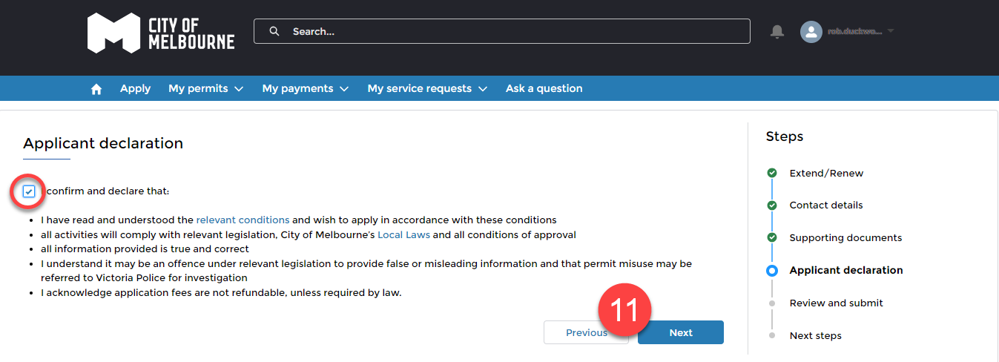 CITY OF
MELBOURNE
Search...
rob.duckwo...
Apply
My permits
My payments
My service requests
Ask a question
Applicant declaration
I confirm and declare that:
• I have read and understood the relevant conditions and wish to apply in accordance with these conditions
• all activities will comply with relevant legislation, City of Melbourne's Local Laws and all conditions of approval
• all information provided is true and correct
• I understand it may be an offence under relevant legislation to provide false or misleading information and that permit misuse may be
referred to Victoria Police for investigation
• I acknowledge application fees are not refundable, unless required by law.
Previous
11
Next
Steps
Extend/Renew
Contact details
Supporting documents
Applicant declaration
Review and submit
Next steps